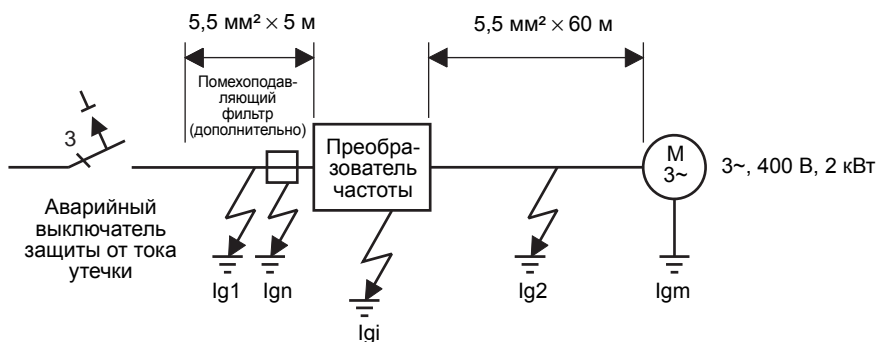 5,5 мм² × 5 м
5,5 мм² × 60 м
Помехоподав-
ляющий
фильтр
(дополнительно)
3
Преобра-
зователь
частоты
M
3~
3~, 400 В, 2 кВт
Аварийный
выключатель
защиты от тока
утечки
Ig1
Ign
Igi
Ig2
Igm